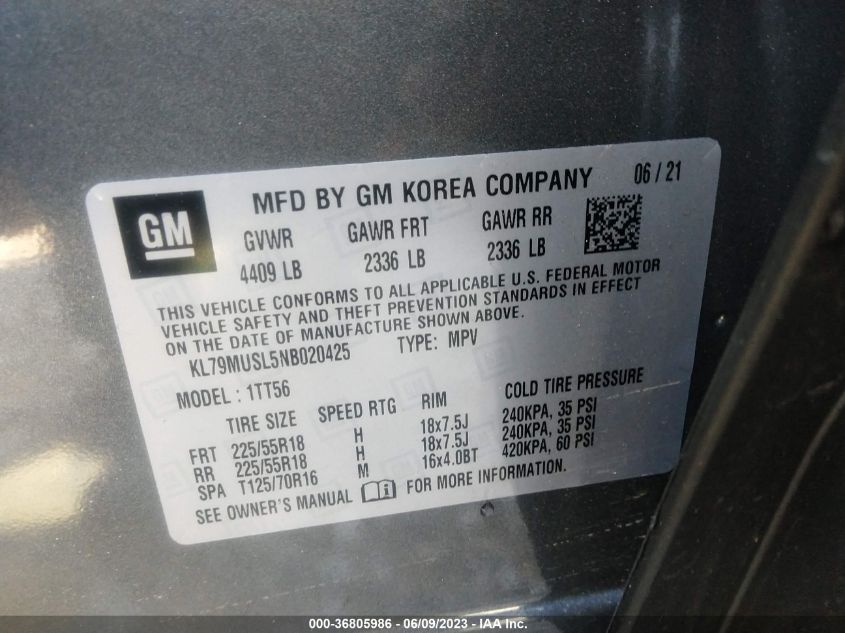 GM
MFD BY GM KOREA COMPANY 06 / 21
GVWR GAWR FRT GAWR RR
4409 LB 2336 LB 2336 LB
THIS VEHICLE CONFORMS TO ALL APPLICABLE U.S. FEDERAL MOTOR
VEHICLE SAFETY AND THEFT PREVENTION STANDARDS IN EFFECT
ON THE DATE OF MANUFACTURE SHOWN ABOVE.
KL79MUSL5NB020425 TYPE: MPV
MODEL : 1TT56
TIRE SIZE SPEED RTG RIM COLD TIRE PRESSURE
FRT 225/55R18 H 18x7.5J 240KPA, 35 PSI
RR 225/55R18 H 18x7.5J 240KPA, 35 PSI
SPA T125/70R16 M 16x4.0BT 420KPA, 60 PSI
SEE OWNER'S MANUAL FOR MORE INFORMATION.
000-36805986 - 06/09/2023 - IAAI.COM, Inc.